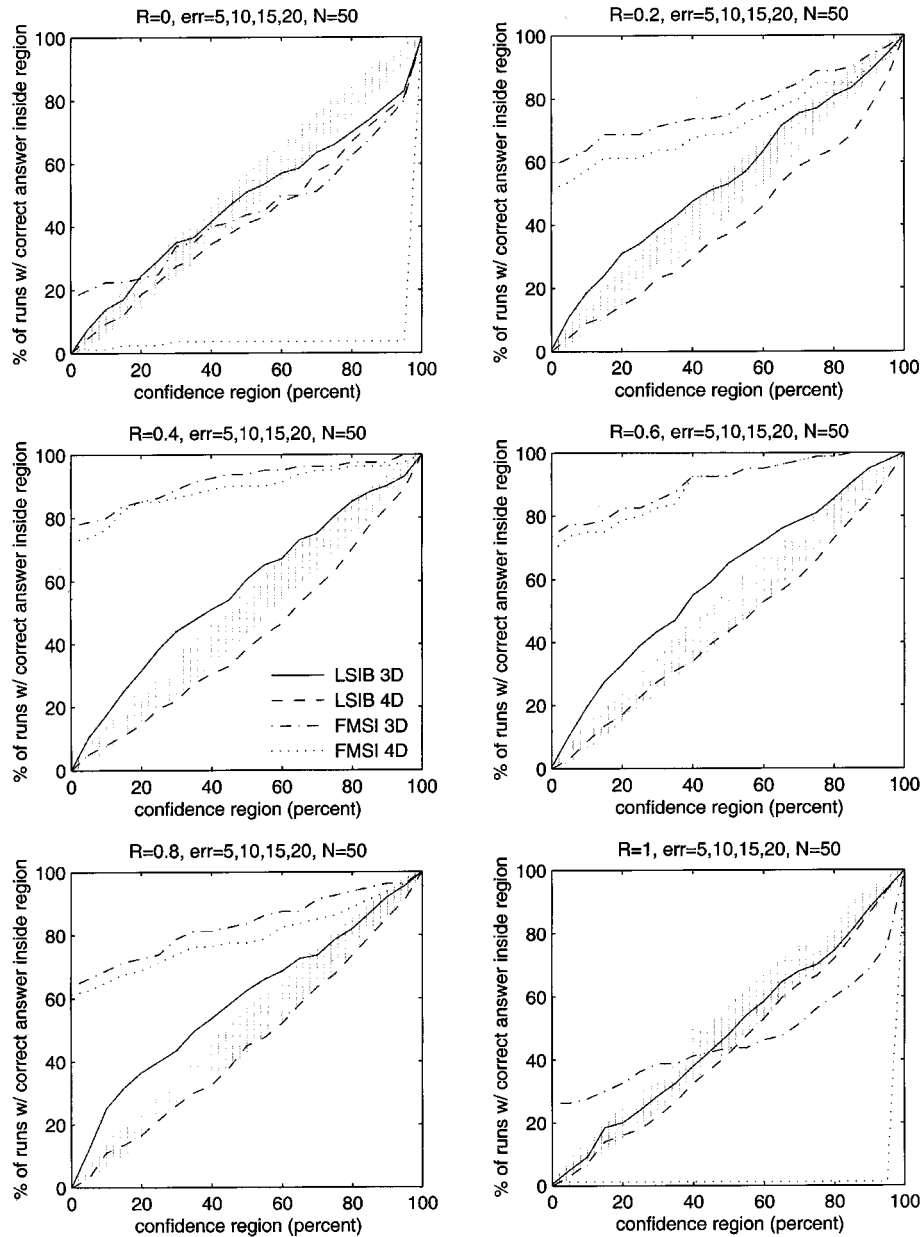 R=0, err=5,10,15,20, N=50
% of runs w/ correct answer inside region
100
80
60
40
20
0
0 20 40 60 80 100
confidence region (percent)
R=0.2, err=5,10,15,20, N=50
% of runs w/ correct answer inside region
100
80
60
40
20
0
0 20 40 60 80 100
confidence region (percent)
R=0.4, err=5,10,15,20, N=50
% of runs w/ correct answer inside region
100
80
60
40
20
0
LSIB 3D
LSIB 4D
FMSI 3D
FMSI 4D
0 20 40 60 80 100
confidence region (percent)
R=0.6, err=5,10,15,20, N=50
% of runs w/ correct answer inside region
100
80
60
40
20
0
0 20 40 60 80 100
confidence region (percent)
R=0.8, err=5,10,15,20, N=50
% of runs w/ correct answer inside region
100
80
60
40
20
0
0 20 40 60 80 100
confidence region (percent)
R=1, err=5,10,15,20, N=50
% of runs w/ correct answer inside region
100
80
60
40
20
0
0 20 40 60 80 100
confidence region (percent)